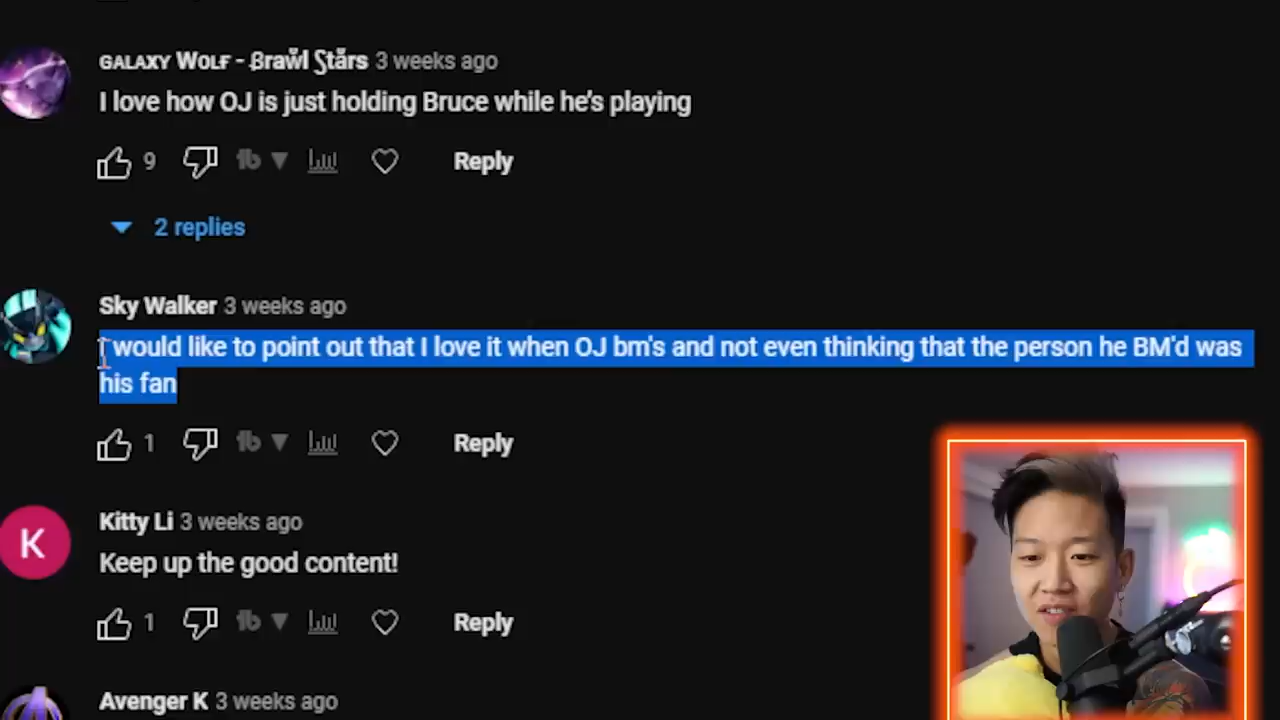 ɢᴀʟᴀxʏ Wᴏʟғ - ꞵrawl Stars 3 weeks ago
I love how OJ is just holding Bruce while he's playing
9
Reply
2 replies
Sky Walker 3 weeks ago
I would like to point out that I love it when OJ bm's and not even thinking that the person he BM'd was
his fan
1
Reply
Kitty Li 3 weeks ago
K
Keep up the good content!
1
Reply
Avenger K 3 weeks ago